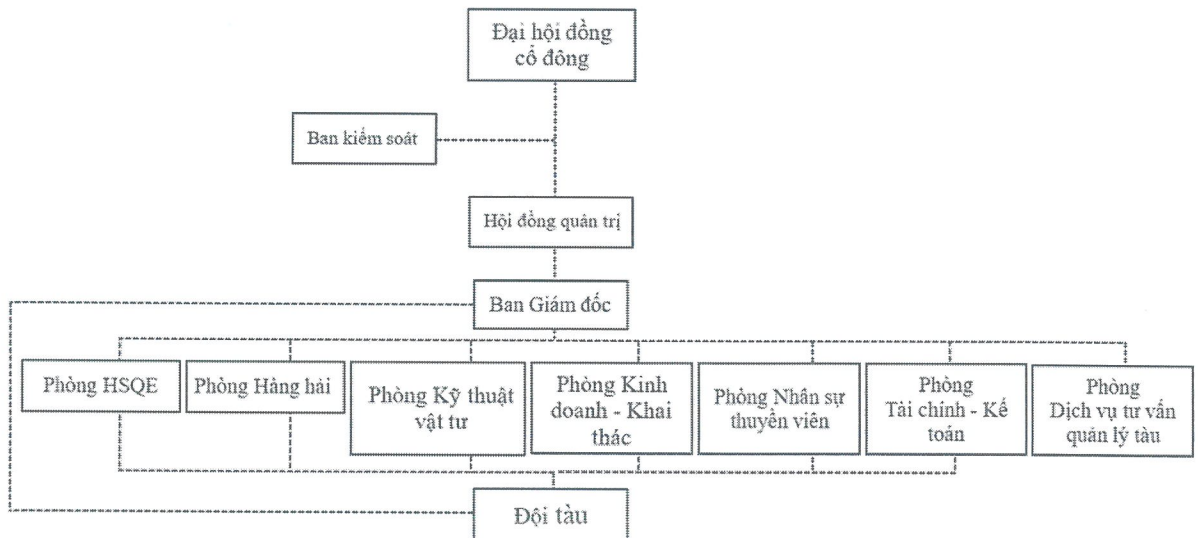 Đại hội đồng
cổ đông
Ban kiểm soát
Hội đồng quản trị
Ban Giám đốc
Phòng HSQE
Phòng Hàng hải
Phòng Kỹ thuật
vật tư
Phòng Kinh
doanh - Khai
thác
Phòng Nhân sự
thuyền viên
Phòng
Tài chính - Kế
toán
Phòng
Dịch vụ tư vấn
quản lý tàu
Đội tàu